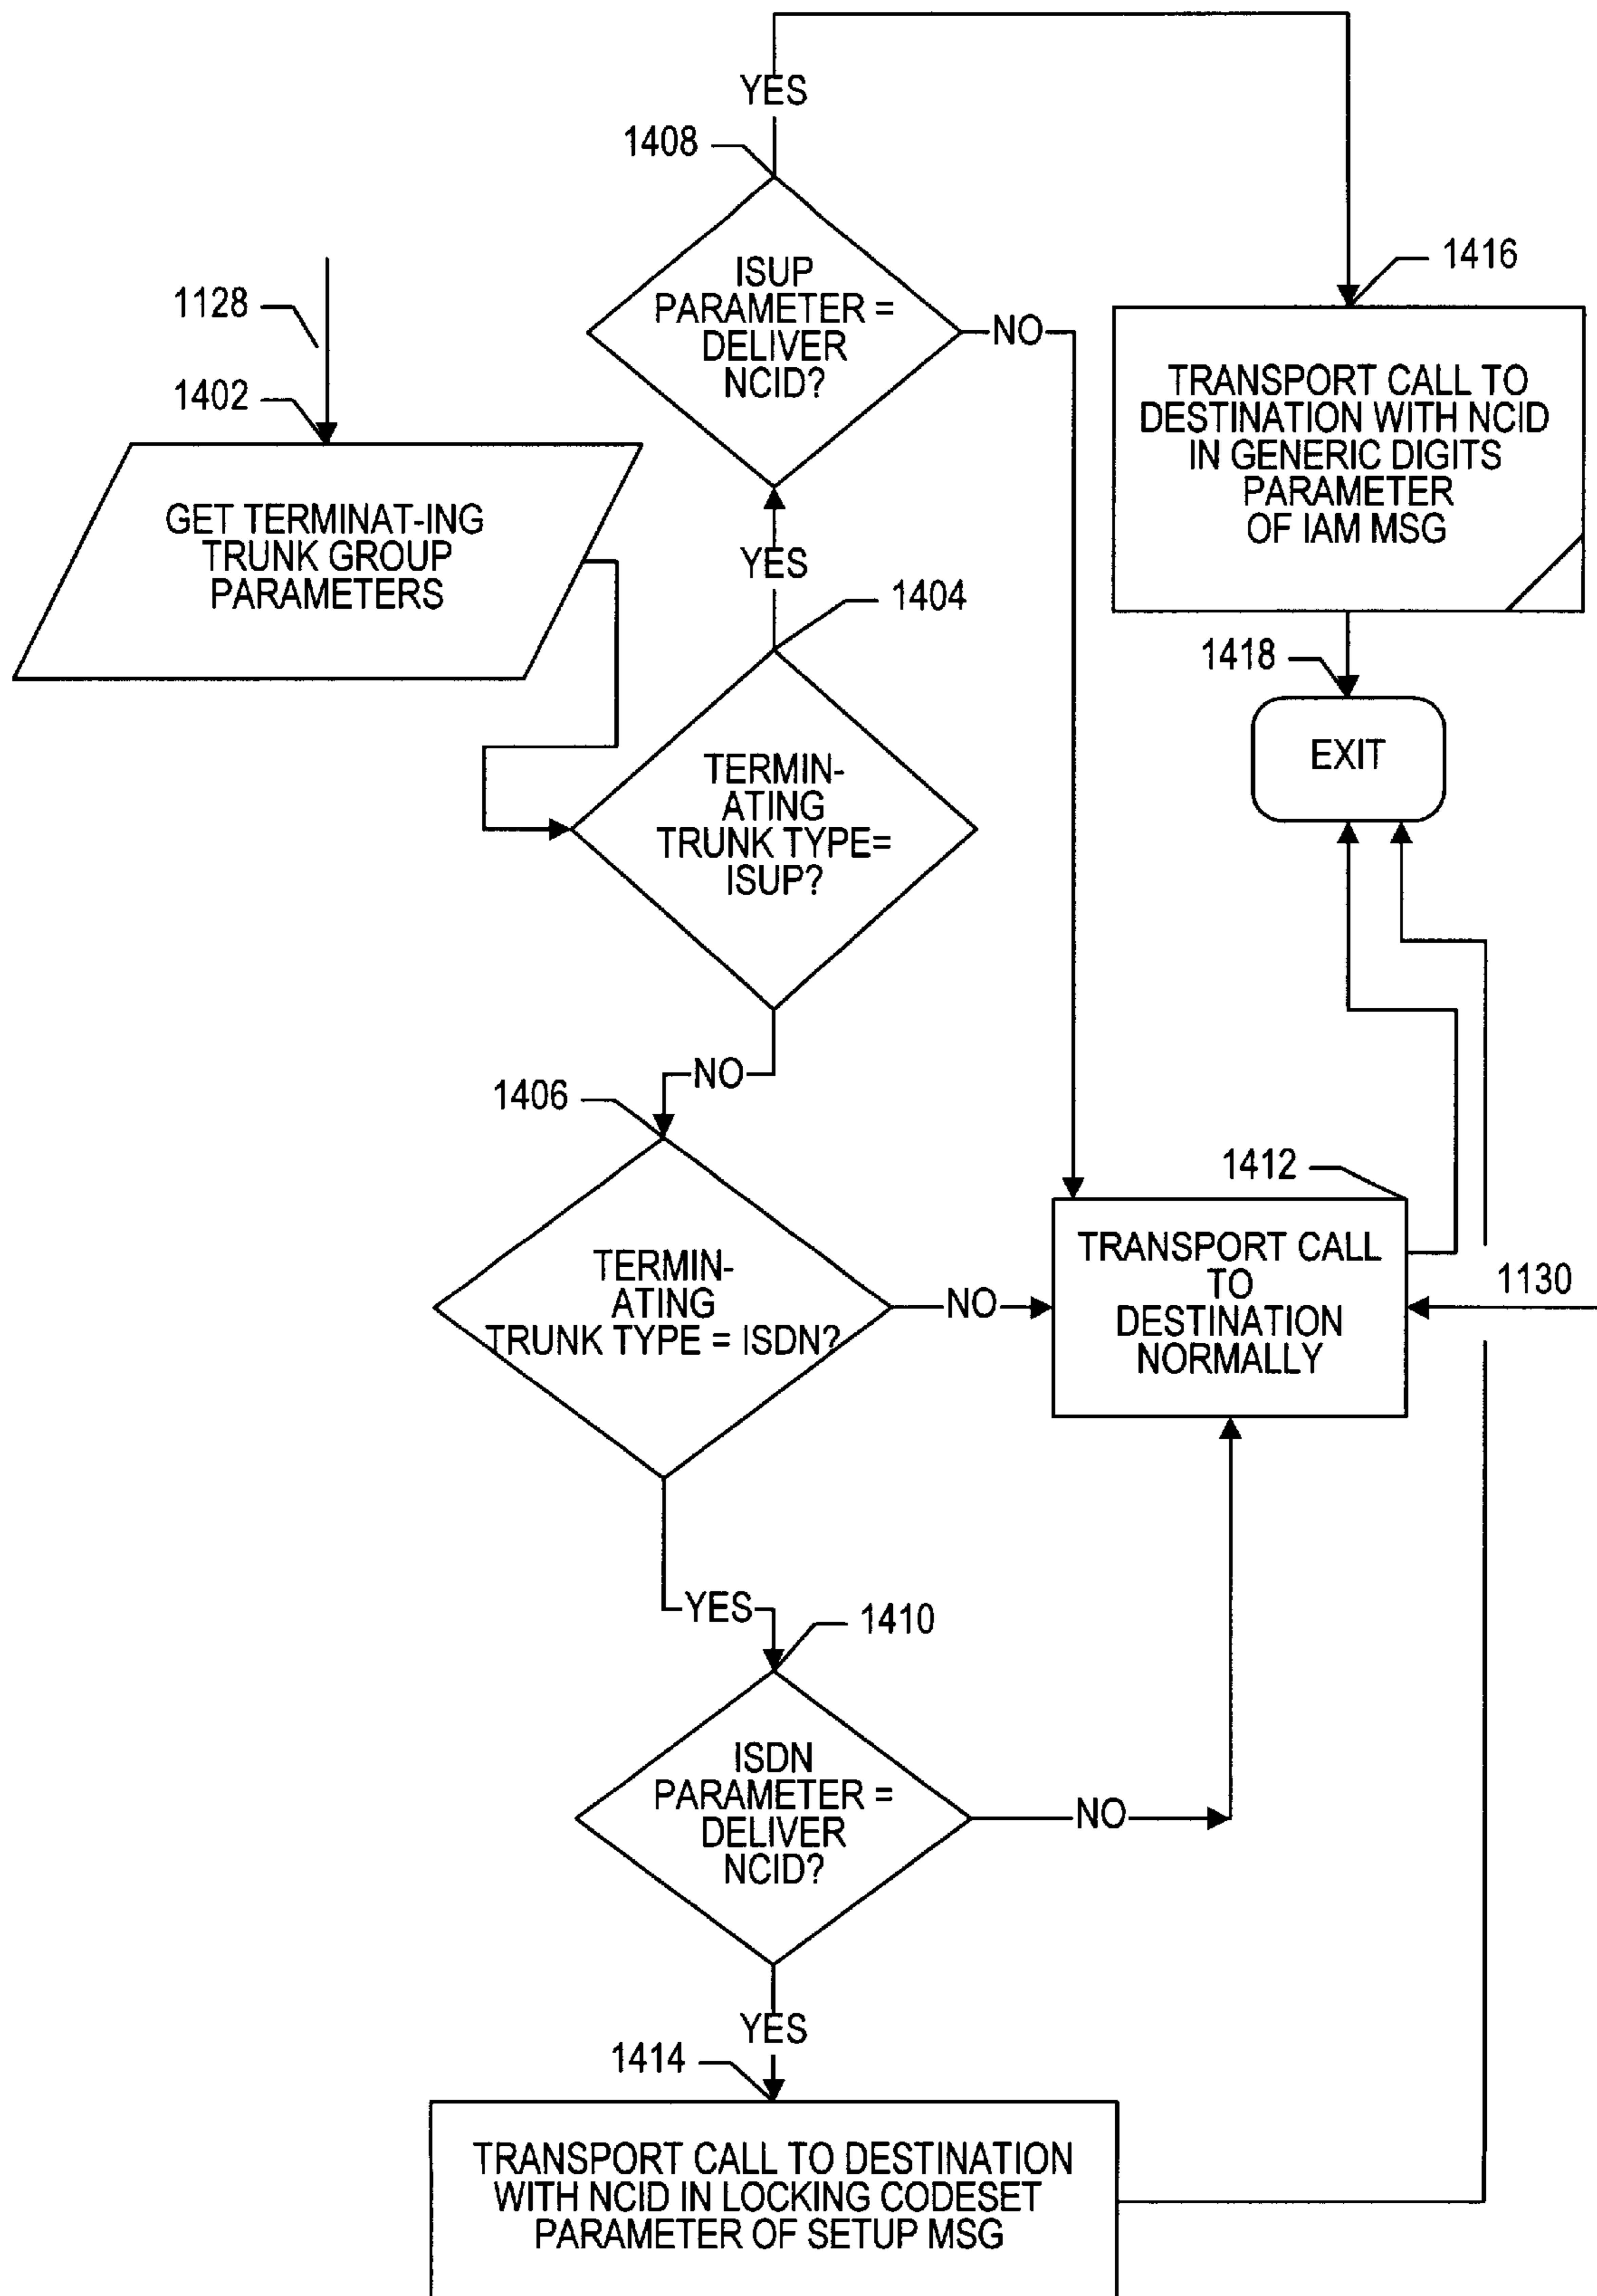 YES
1408
ISUP
PARAMETER =
DELIVER
NCID?
NO
1416
TRANSPORT CALL TO
DESTINATION WITH NCID
IN GENERIC DIGITS
PARAMETER
OF IAM MSG
1128
1402
GET TERMINAT-ING
TRUNK GROUP
PARAMETERS
YES
1404
TERMIN-
ATING
TRUNK TYPE=
ISUP?
1418
EXIT
NO
1406
TERMIN-
ATING
TRUNK TYPE = ISDN?
NO
1412
TRANSPORT CALL
TO
DESTINATION
NORMALLY
1130
YES
1410
ISDN
PARAMETER =
DELIVER
NCID?
NO
YES
1414
TRANSPORT CALL TO DESTINATION
WITH NCID IN LOCKING CODESET
PARAMETER OF SETUP MSG